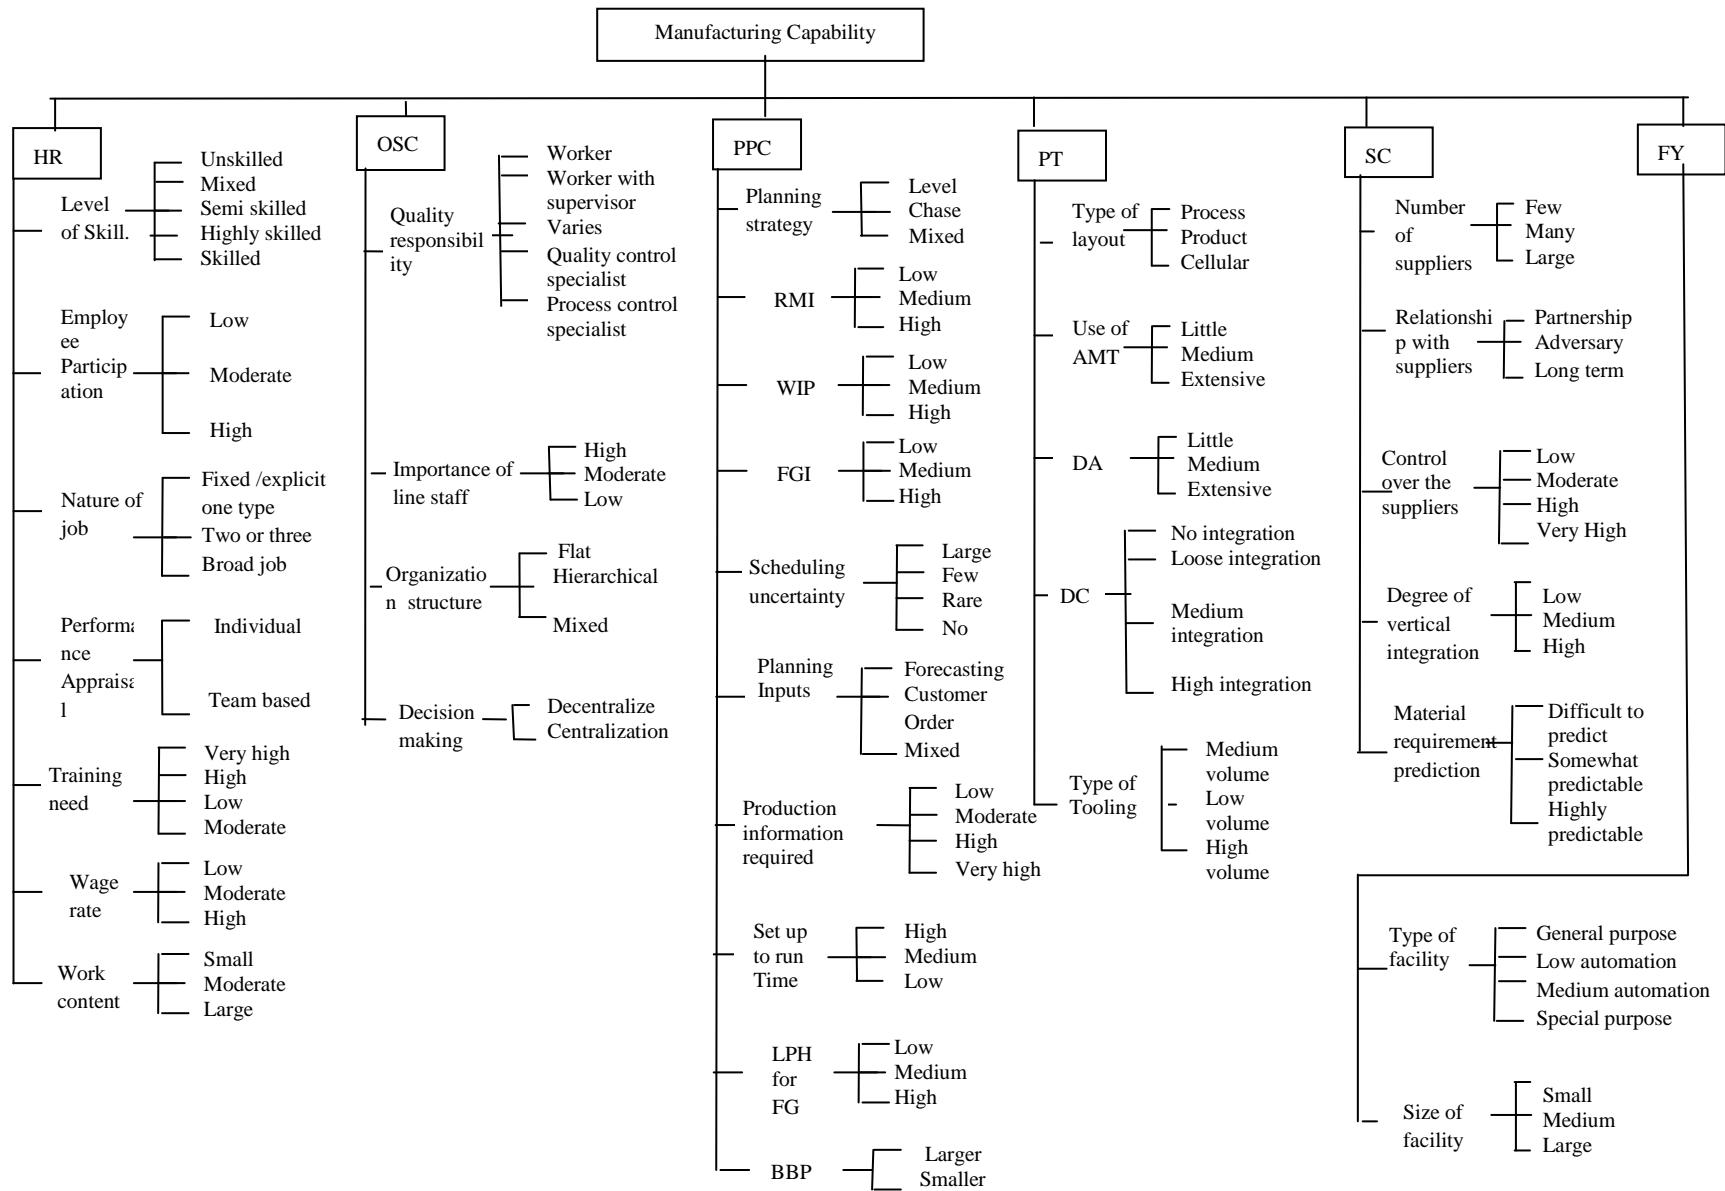 Manufacturing Capability
HR
Level
of Skill.
Unskilled
Mixed
Semi skilled
Highly skilled
Skilled
Employe
ee
Particip
ation
Low
Moderate
High
Nature of
job
Fixed /explicit
one type
Two or three
Broad job
Performa
nce
Appraisa
l
Individual
Team based
Training
need
Very high
High
Low
Moderate
Wage
rate
Low
Moderate
High
Work
content
Small
Moderate
Large
OSC
Quality
responsibil
ity
Worker
Worker with
supervisor
Varies
Quality control
specialist
Process control
specialist
Importance of
line staff
High
Moderate
Low
Organizatio
n structure
Flat
Hierarchical
Mixed
Decision
making
Decentralize
Centralization
PPC
Planning
strategy
Level
Chase
Mixed
RMI
Low
Medium
High
WIP
Low
Medium
High
FGI
Low
Medium
High
Scheduling
uncertainty
Large
Few
Rare
No
Planning
Inputs
Forecasting
Customer
Order
Mixed
Production
information
required
Low
Moderate
High
Very high
Set up
to run
Time
High
Medium
Low
LPH
for
FG
Low
Medium
High
BBP
Larger
Smaller
PT
Type of
layout
Process
Product
Cellular
Use of
AMT
Little
Medium
Extensive
DA
Little
Medium
Extensive
DC
No integration
Loose integration
Medium
integration
High integration
Type of
Tooling
Medium
volume
Low
volume
High
volume
SC
Number
of
suppliers
Few
Many
Large
Relationshi
p with
suppliers
Partnership
Adversary
Long term
Control
over the
suppliers
Low
Moderate
High
Very High
Degree of
vertical
integration
Low
Medium
High
Material
requirement
prediction
Difficult to
predict
Somewhat
predictable
Highly
predictable
FY
Type of
facility
General purpose
Low automation
Medium automation
Special purpose
Size of
facility
Small
Medium
Large